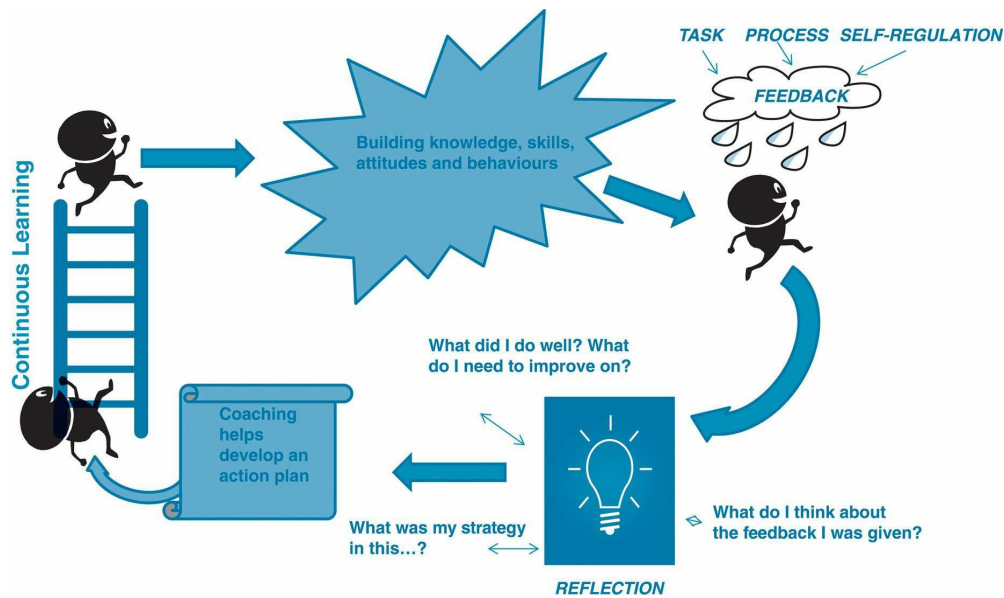 TASK PROCESS SELF-REGULATION
FEEDBACK
Building knowledge, skills,
attitudes and behaviours
Continuous Learning
What did I do well? What
do I need to improve on?
Coaching
helps
develop an
action plan
What was my strategy
in this…?
What do I think about
the feedback I was given?
REFLECTION